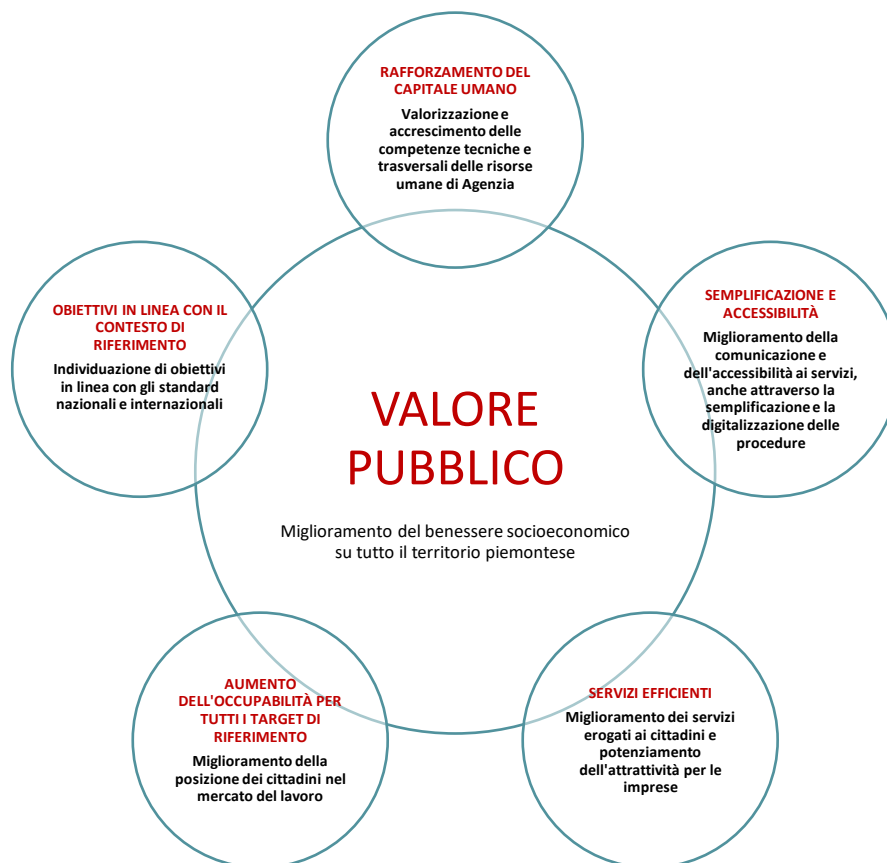 RAFFORZAMENTO DEL
CAPITALE UMANO
Valorizzazione e
accrescimento delle
competenze tecniche e
trasversali delle risorse
umane di Agenzia
SEMPLIFICAZIONE E
ACCESSIBILITÀ
Miglioramento della
comunicazione e
dell'accessibilità ai servizi,
anche attraverso la
semplificazione e la
digitalizzazione delle
procedure
OBIETTIVI IN LINEA CON IL
CONTESTO DI
RIFERIMENTO
Individuazione di obiettivi
in linea con gli standard
nazionali e internazionali
VALORE
PUBBLICO
Miglioramento del benessere socioeconomico
su tutto il territorio piemontese
AUMENTO
DELL'OCCUPABILITÀ PER
TUTTI I TARGET DI
RIFERIMENTO
Miglioramento della
posizione dei cittadini nel
mercato del lavoro
SERVIZI EFFICIENTI
Miglioramento dei servizi
erogati ai cittadini e
potenziamento
dell'attrattività per le
imprese